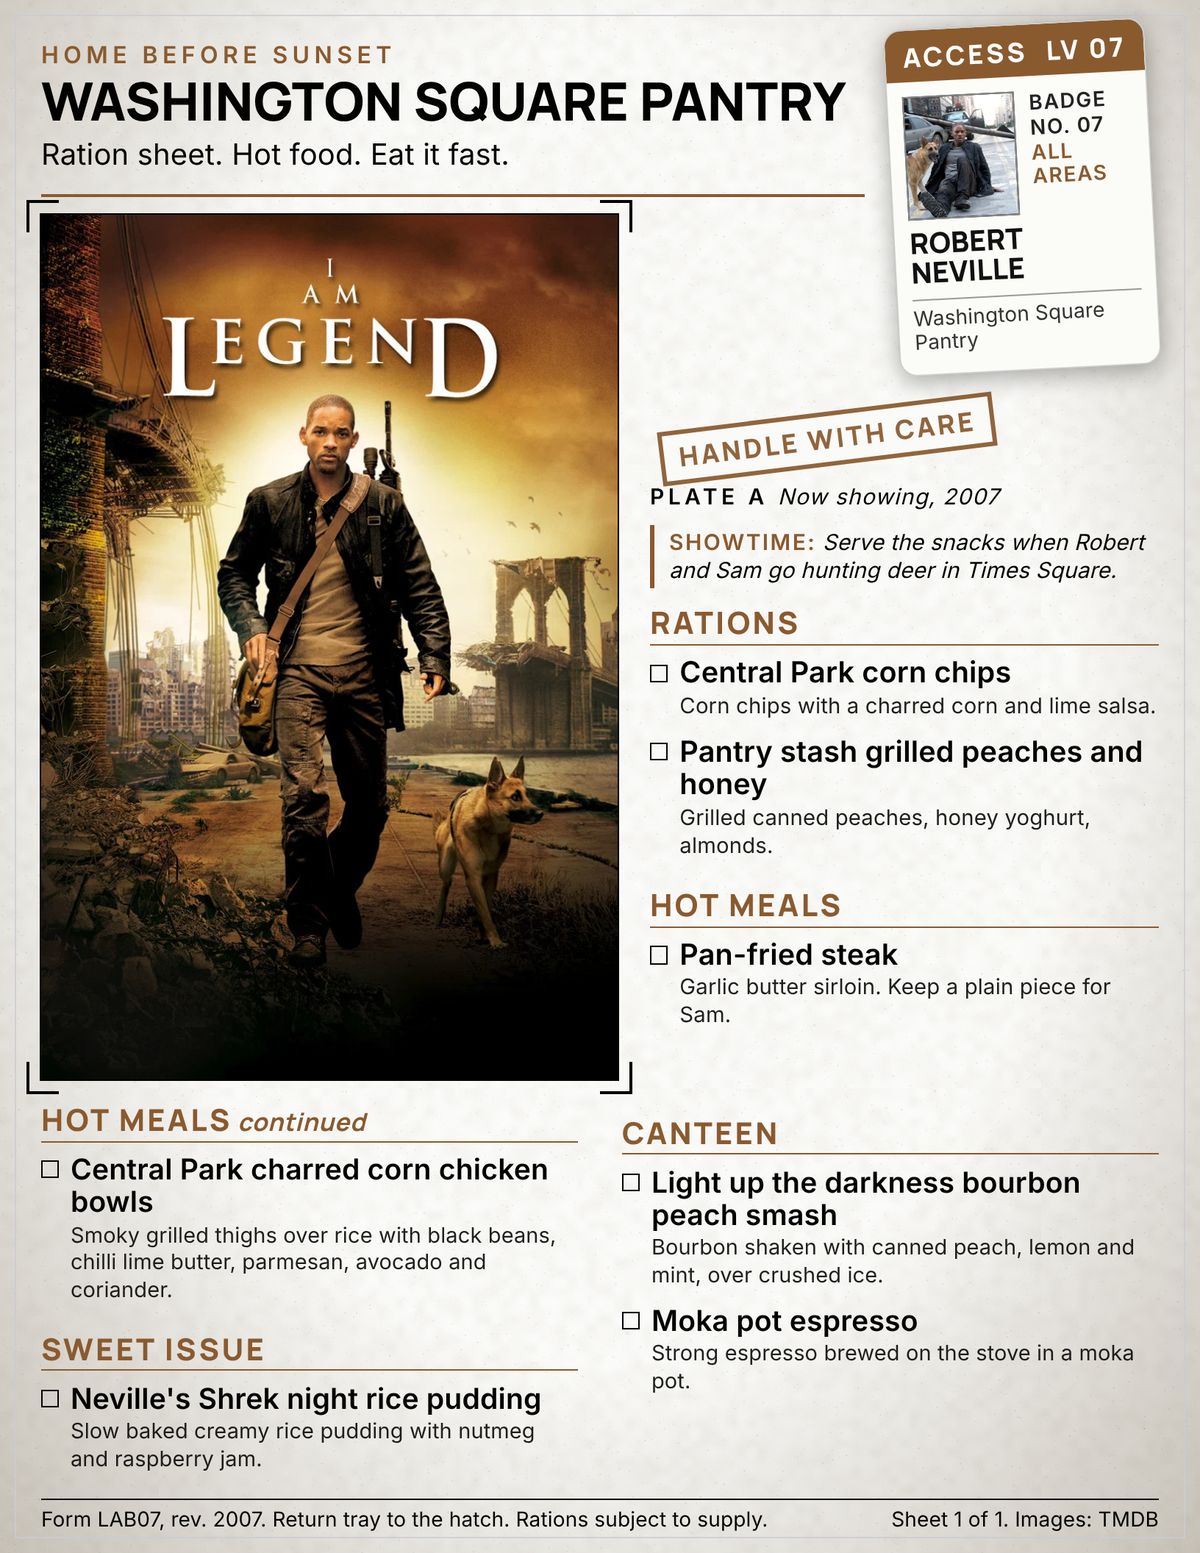 HOME BEFORE SUNSET
WASHINGTON SQUARE PANTRY
Ration sheet. Hot food. Eat it fast.
ACCESS LV 07
BADGE
NO. 07
ALL
AREAS
ROBERT
NEVILLE
Washington Square
Pantry
I
AM
LEGEND
HANDLE WITH CARE
PLATE A Now showing, 2007
SHOWTIME: Serve the snacks when Robert
and Sam go hunting deer in Times Square.
RATIONS
Central Park corn chips
Corn chips with a charred corn and lime salsa.
Pantry stash grilled peaches and
honey
Grilled canned peaches, honey yoghurt,
almonds.
HOT MEALS
Pan-fried steak
Garlic butter sirloin. Keep a plain piece for
Sam.
HOT MEALS continued
Central Park charred corn chicken
bowls
Smoky grilled thighs over rice with black beans,
chilli lime butter, parmesan, avocado and
coriander.
SWEET ISSUE
Neville's Shrek night rice pudding
Slow baked creamy rice pudding with nutmeg
and raspberry jam.
CANTEEN
Light up the darkness bourbon
peach smash
Bourbon shaken with canned peach, lemon and
mint, over crushed ice.
Moka pot espresso
Strong espresso brewed on the stove in a moka
pot.
Form LAB07, rev. 2007. Return tray to the hatch. Rations subject to supply.
Sheet 1 of 1. Images: TMDB